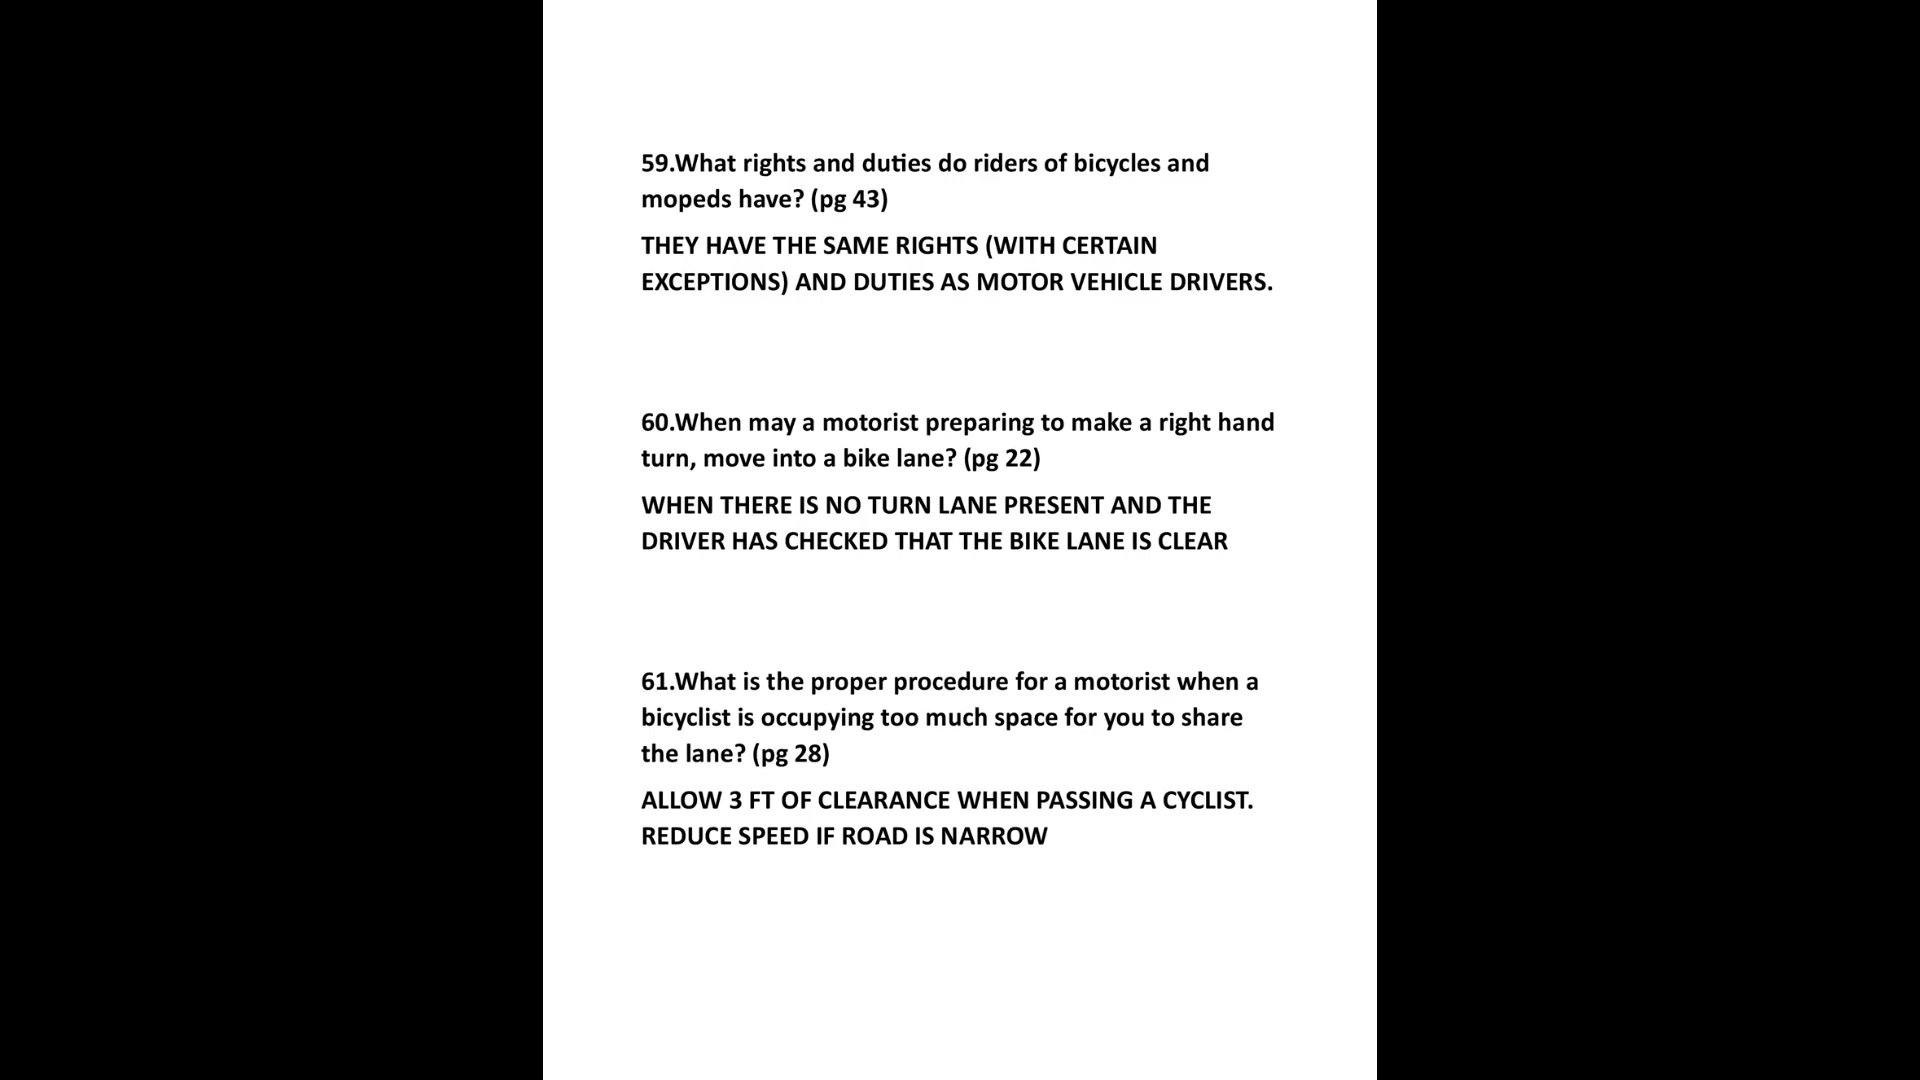 59.What rights and duties do riders of bicycles and
mopeds have? (pg 43)
THEY HAVE THE SAME RIGHTS (WITH CERTAIN
EXCEPTIONS) AND DUTIES AS MOTOR VEHICLE DRIVERS.
60.When may a motorist preparing to make a right hand
turn, move into a bike lane? (pg 22)
WHEN THERE IS NO TURN LANE PRESENT AND THE
DRIVER HAS CHECKED THAT THE BIKE LANE IS CLEAR
61.What is the proper procedure for a motorist when a
bicyclist is occupying too much space for you to share
the lane? (pg 28)
ALLOW 3 FT OF CLEARANCE WHEN PASSING A CYCLIST.
REDUCE SPEED IF ROAD IS NARROW